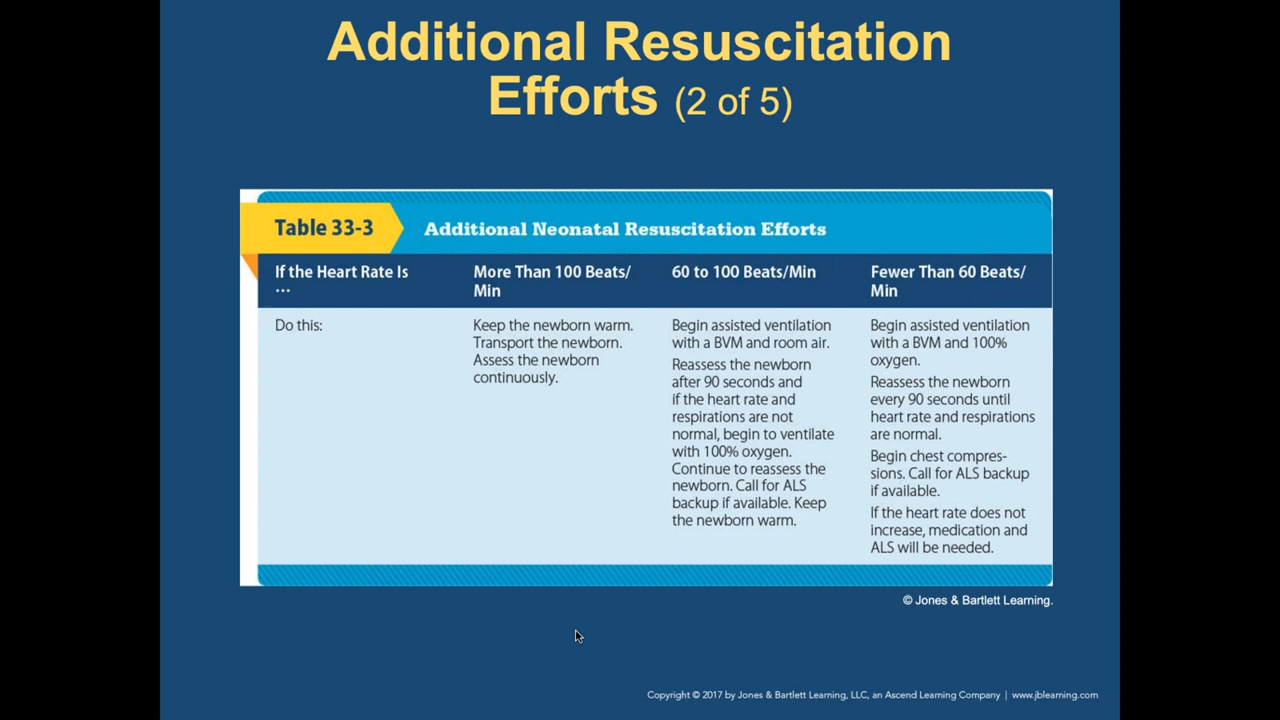 Additional Resuscitation
Efforts (2 of 5)
Table 33-3
Additional Neonatal Resuscitation Efforts
If the Heart Rate Is
…
More Than 100 Beats/
Min
60 to 100 Beats/Min
Fewer Than 60 Beats/
Min
Do this:
Keep the newborn warm.
Transport the newborn.
Assess the newborn
continuously.
Begin assisted ventilation
with a BVM and room air.
Reassess the newborn
after 90 seconds and
if the heart rate and
respirations are not
normal, begin to ventilate
with 100% oxygen.
Continue to reassess the
newborn. Call for ALS
backup if available. Keep
the newborn warm.
Begin assisted ventilation
with a BVM and 100%
oxygen.
Reassess the newborn
every 90 seconds until
heart rate and respirations
are normal.
Begin chest compres-
sions. Call for ALS backup
if available.
If the heart rate does not
increase, medication and
ALS will be needed.
© Jones & Bartlett Learning.
Copyright © 2017 by Jones & Bartlett Learning, LLC, an Ascend Learning Company | www.jblearning.com